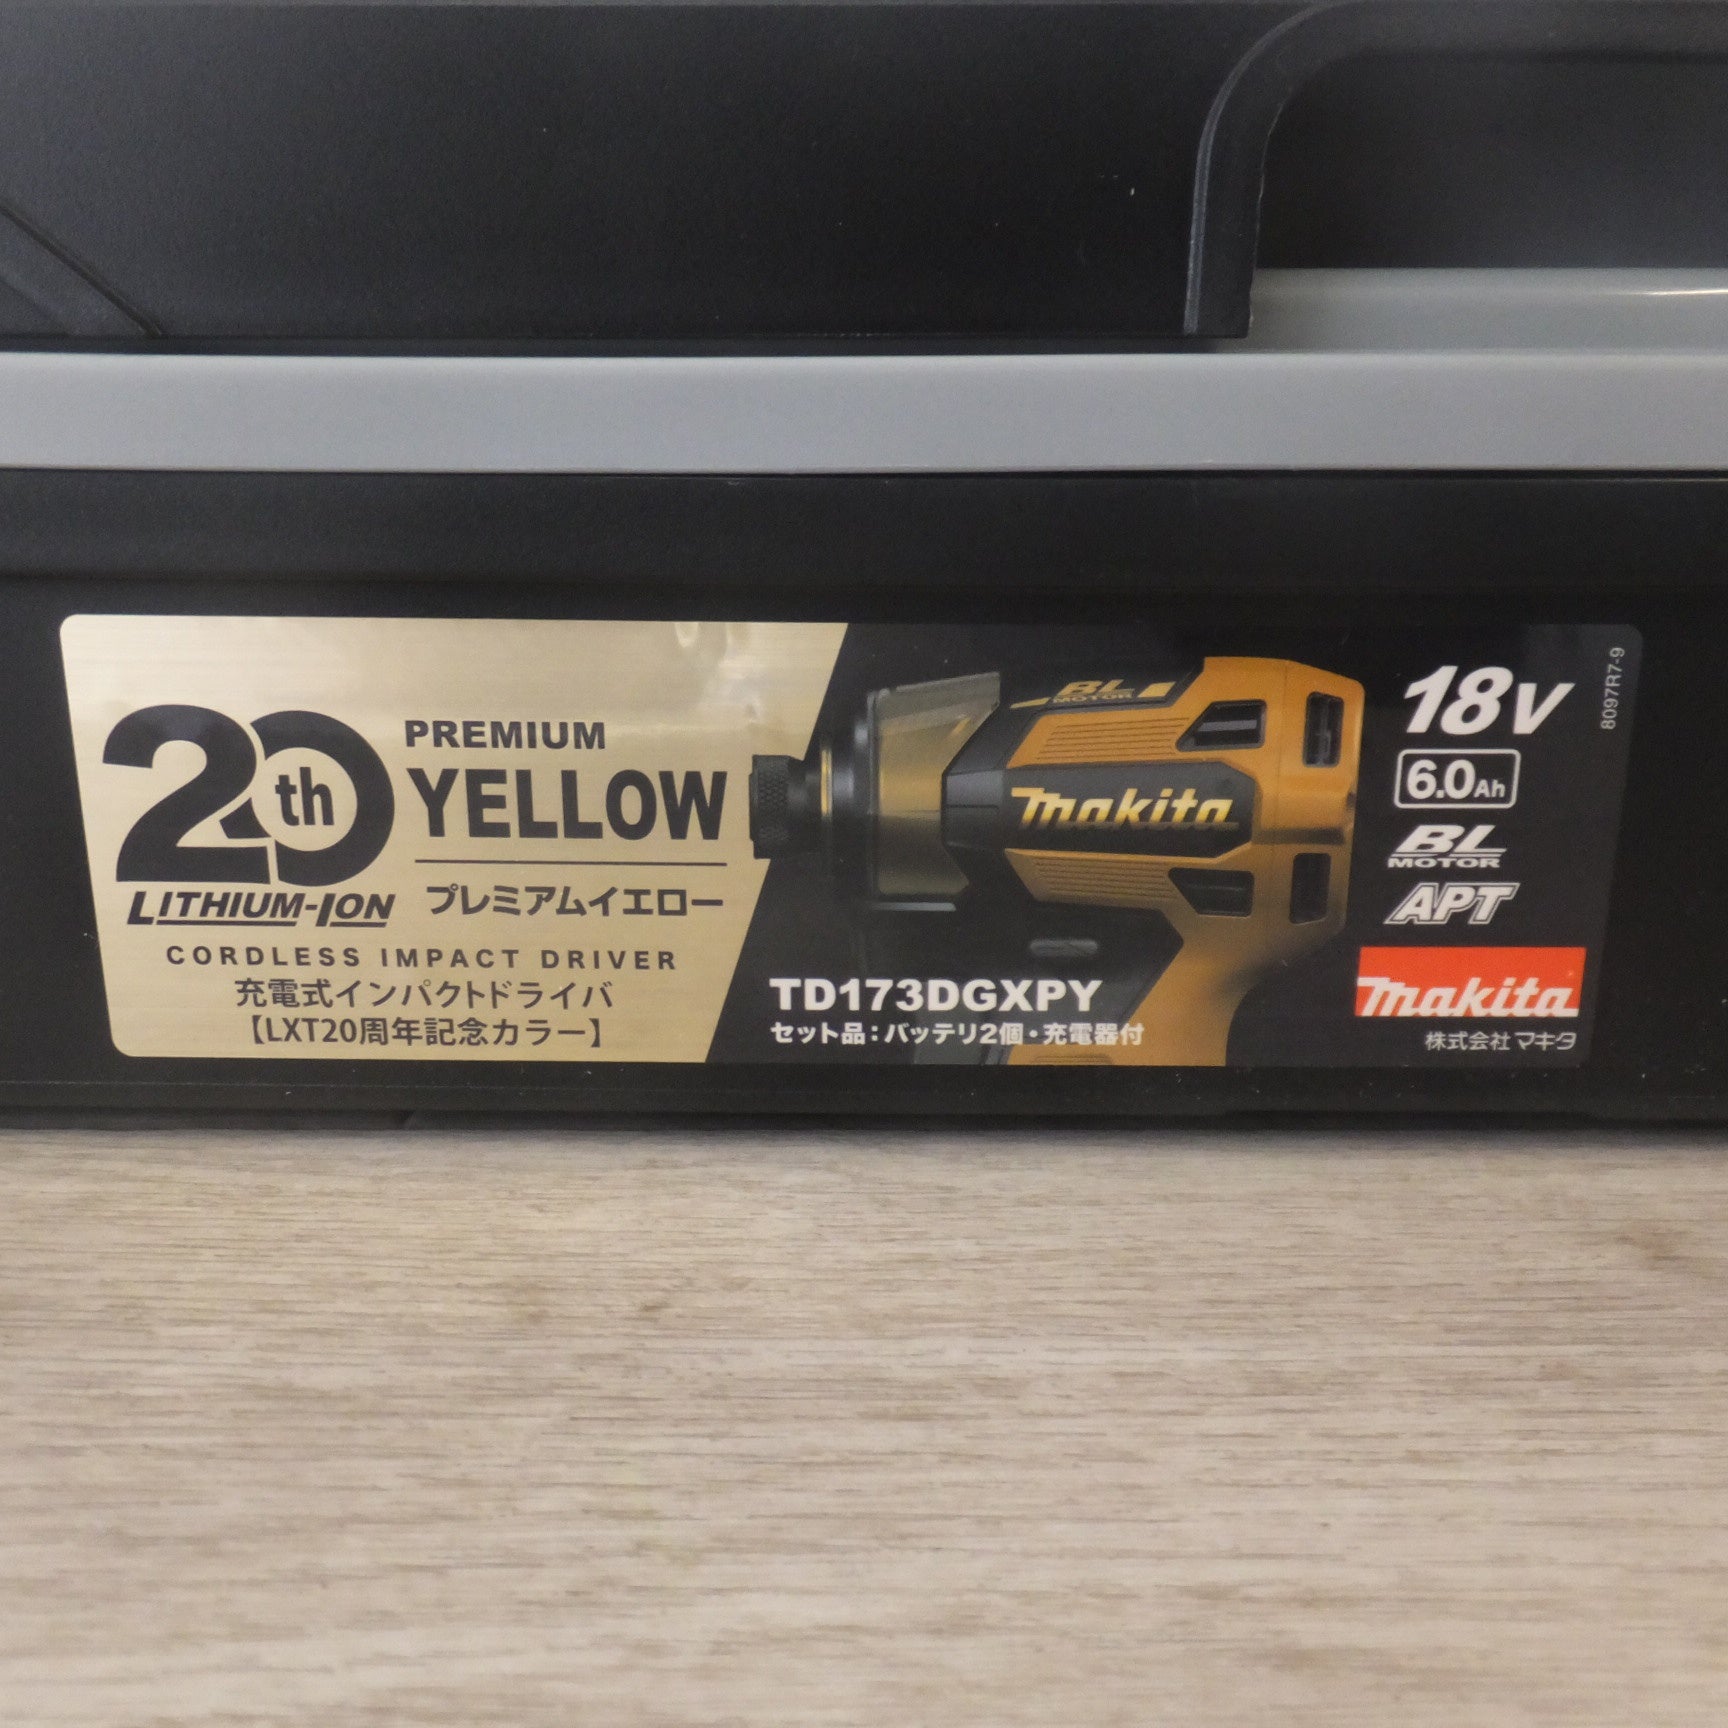 20th
LITHIUM-ION
PREMIUM
YELLOW
プレミアムイエロー
CORDLESS IMPACT DRIVER
充電式インパクトドライバ
【LXT20周年記念カラー】
BL
MOTOR
makita
TD173DGXPY
セット品:バッテリ2個・充電器付
18V
6.0Ah
BL
MOTOR
APT
makita
株式会社 マキタ
8097R7-9